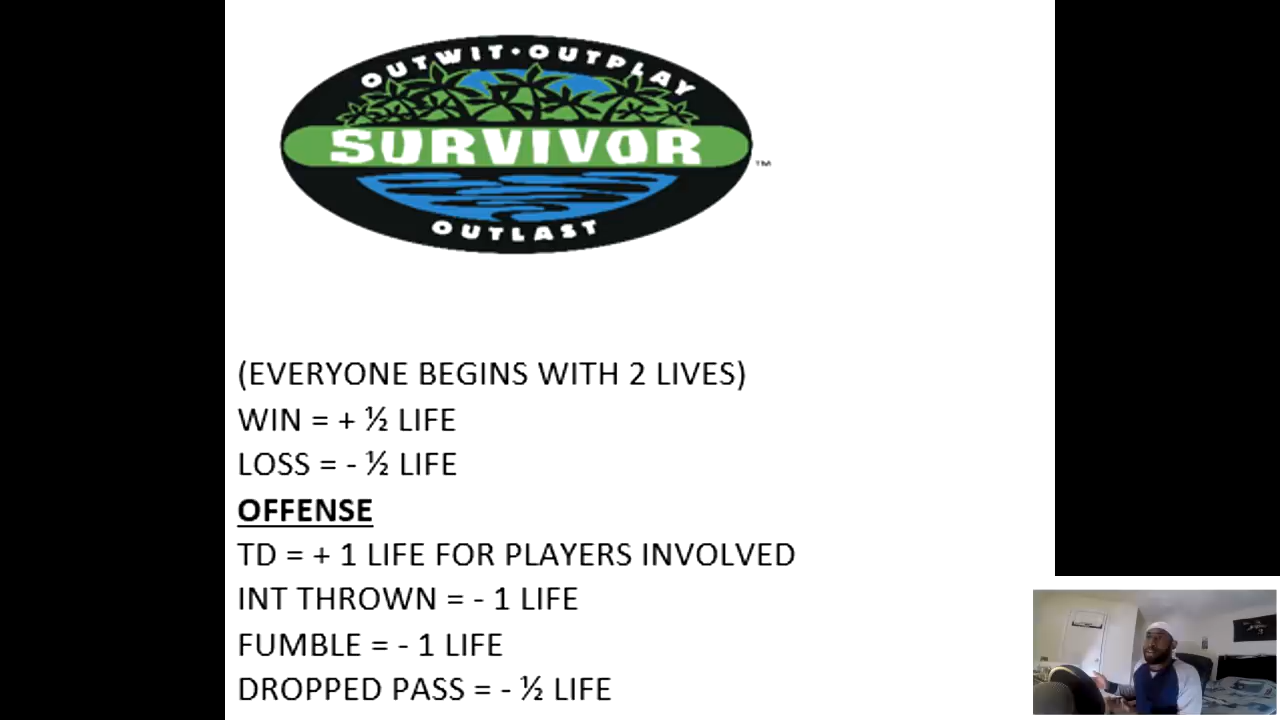 OUTWIT·OUTPLAY
SURVIVOR
TM
OUTLAST
(EVERYONE BEGINS WITH 2 LIVES)
WIN = + ½ LIFE
LOSS = - ½ LIFE
OFFENSE
TD = + 1 LIFE FOR PLAYERS INVOLVED
INT THROWN = - 1 LIFE
FUMBLE = - 1 LIFE
DROPPED PASS = - ½ LIFE